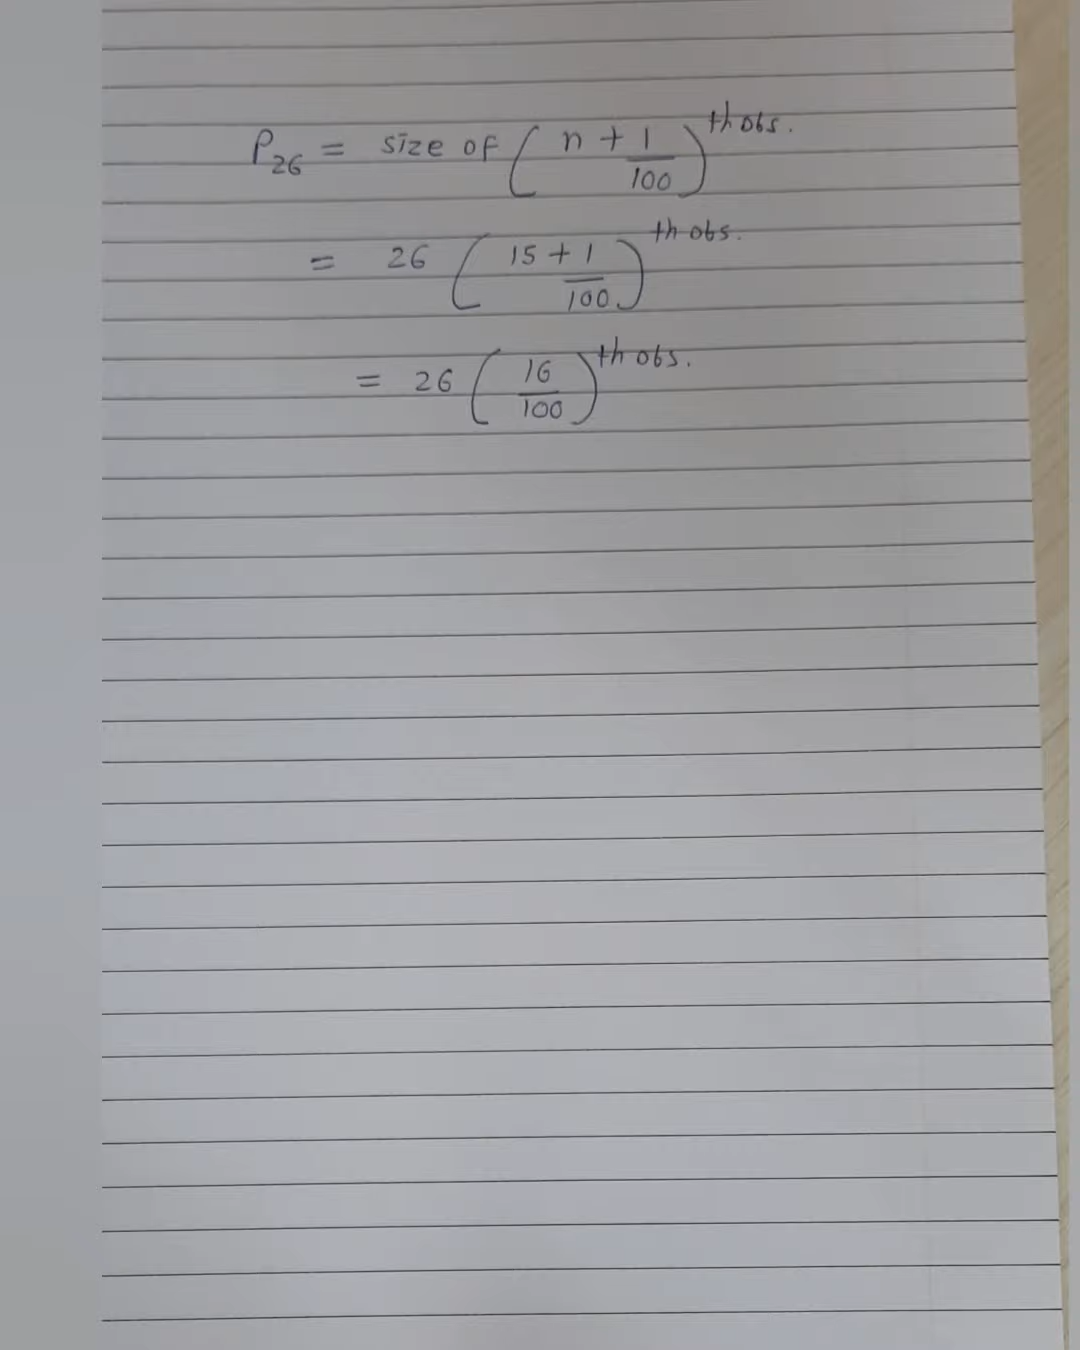 P26 = size of ( n + 1 / 100 ) th obs.
= 26 ( 15 + 1 / 100 ) th obs.
= 26 ( 16 / 100 ) th obs.